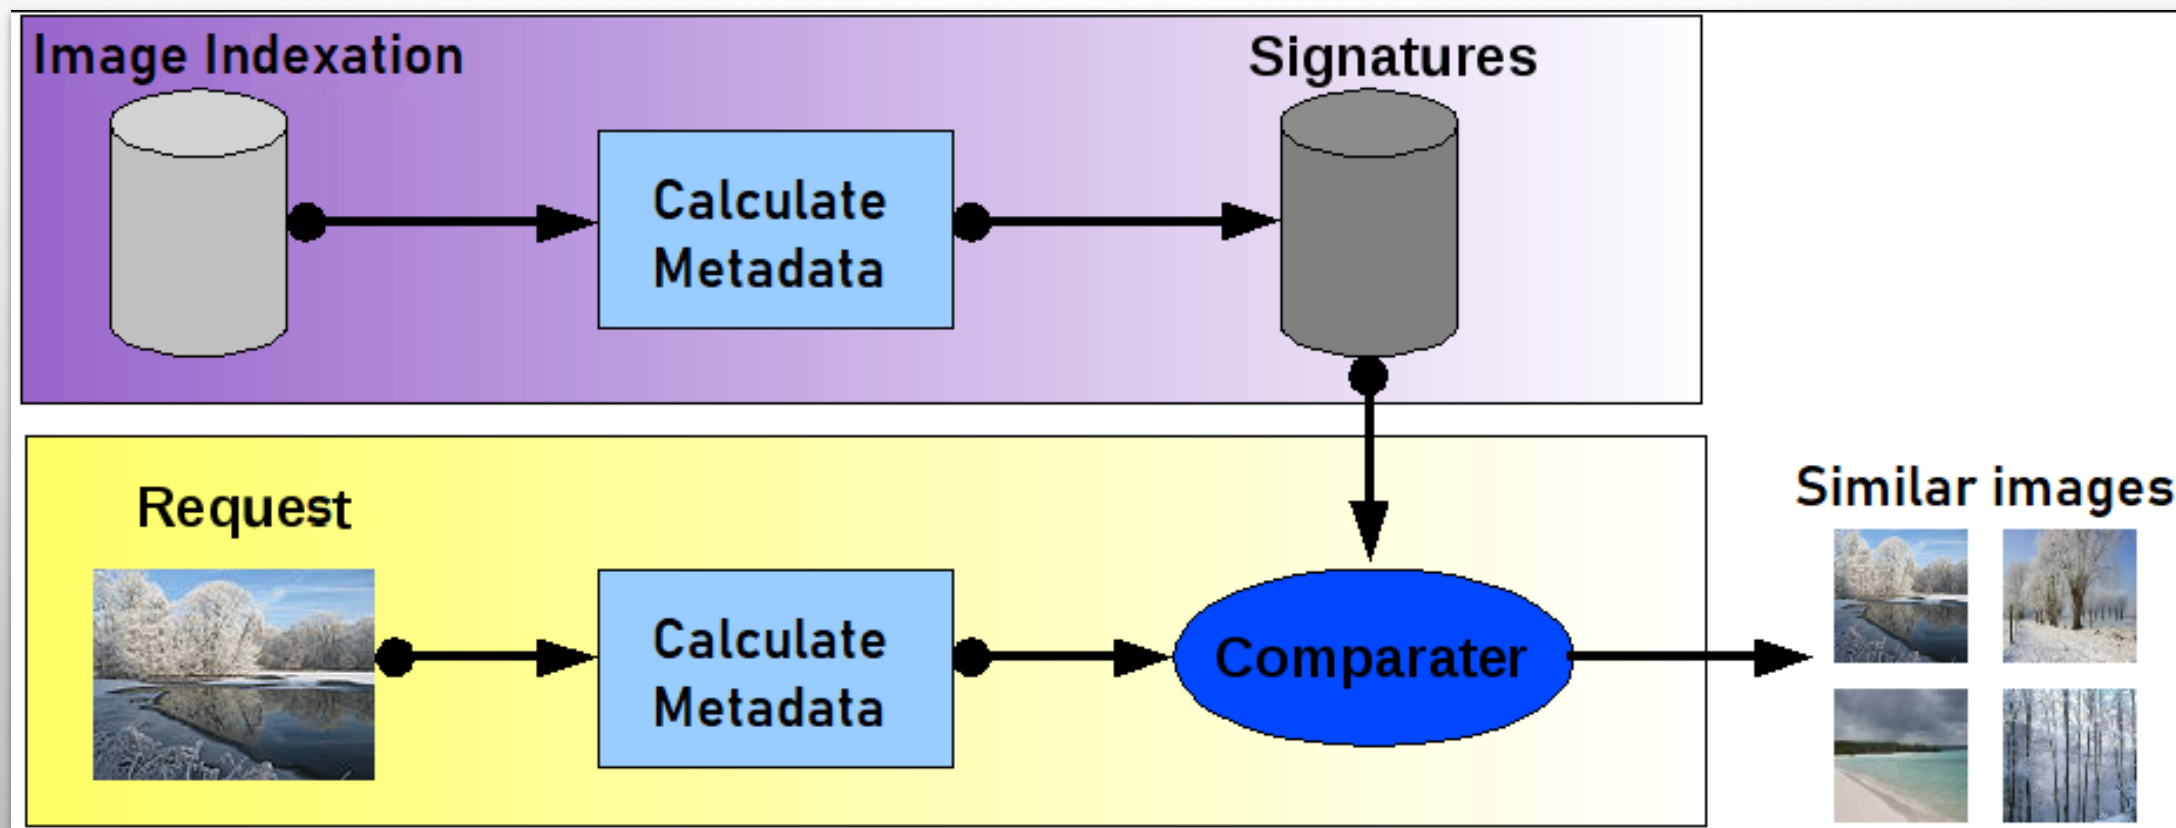 Image Indexation
Signatures
Calculate
Metadata
Request
Similar images
Calculate
Metadata
Comparater